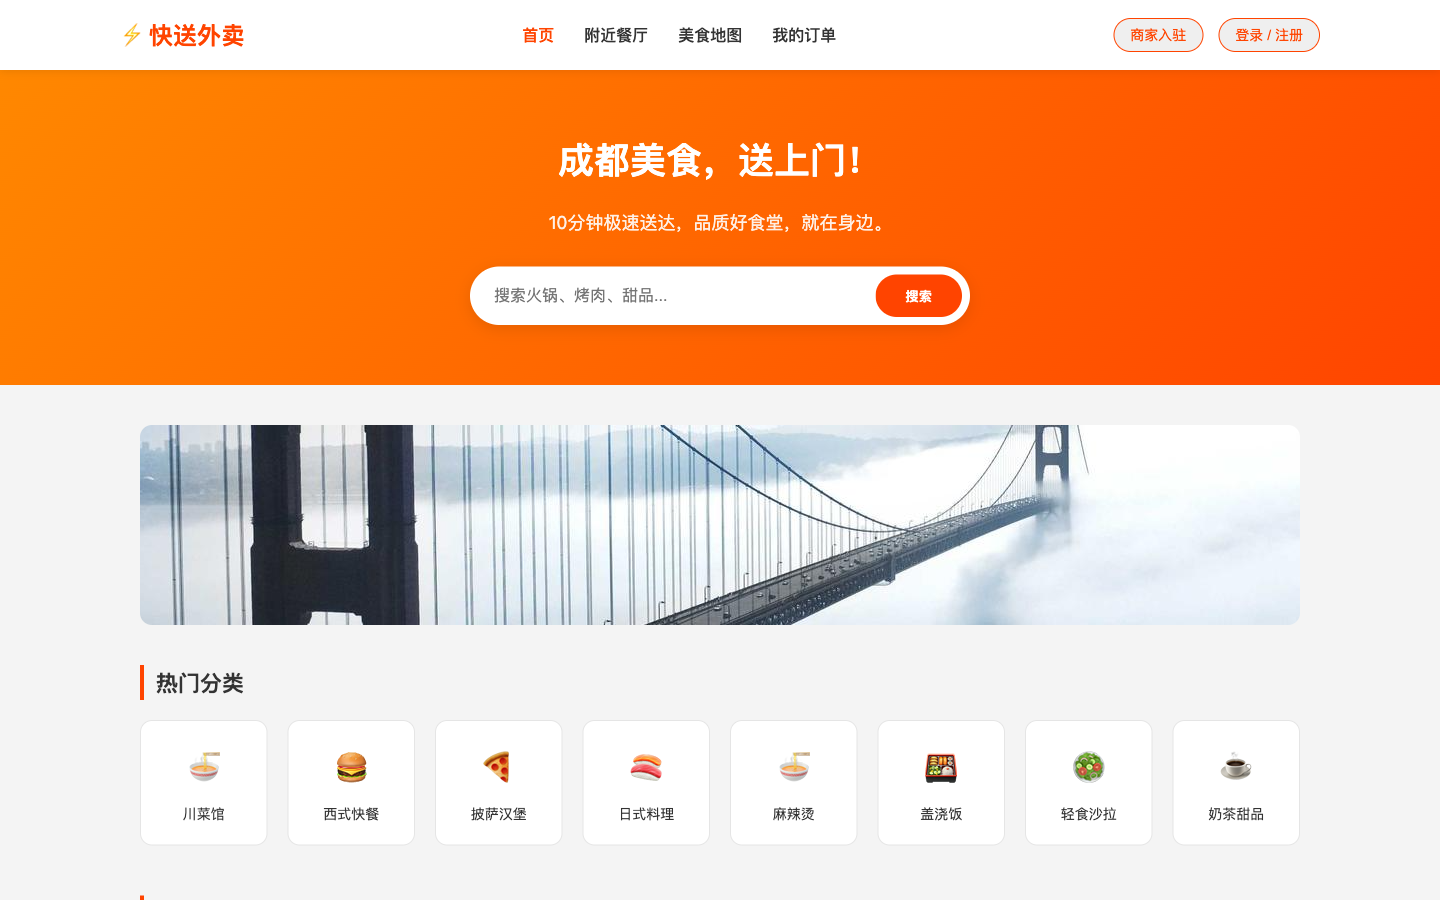 ⚡ 快送外卖
首页 附近餐厅 美食地图 我的订单
商家入驻 登录 / 注册
成都美食，送上门！
10分钟极速送达，品质好食堂，就在身边。
搜索火锅、烤肉、甜品...
搜索
热门分类
川菜馆 西式快餐 披萨汉堡 日式料理 麻辣烫 盖浇饭 轻食沙拉 奶茶甜品